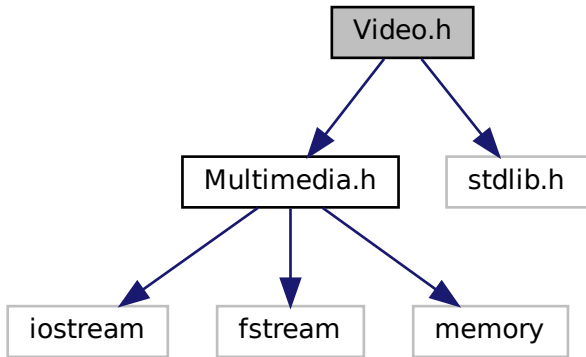 Video.h
Multimedia.h
stdlib.h
iostream
fstream
memory